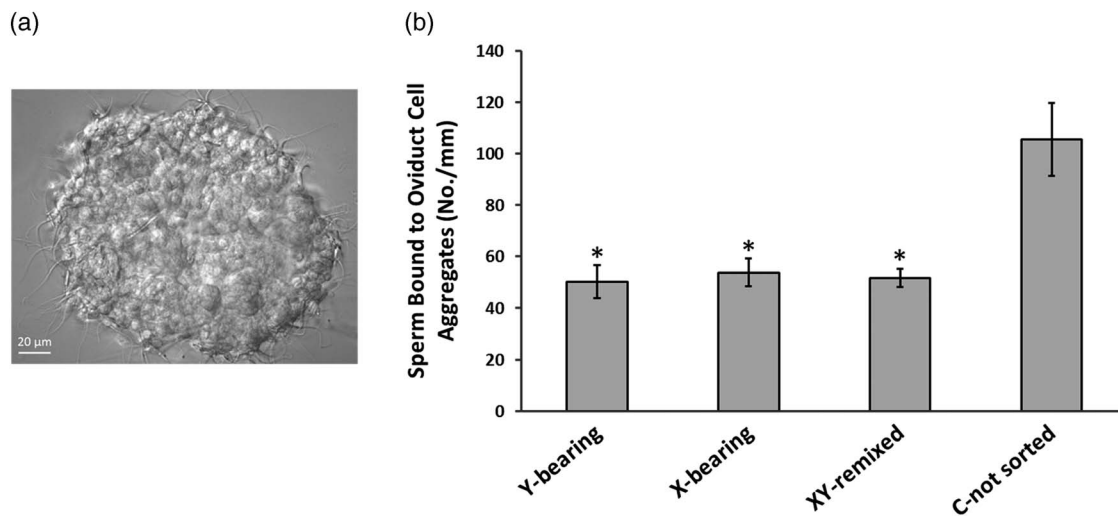 (a)
20 μm
(b)
Sperm Bound to Oviduct Cell
Aggregates (No./mm)
140
120
100
80
60
40
20
0
*
*
*
Y-bearing
X-bearing
XY-remixed
C-not sorted